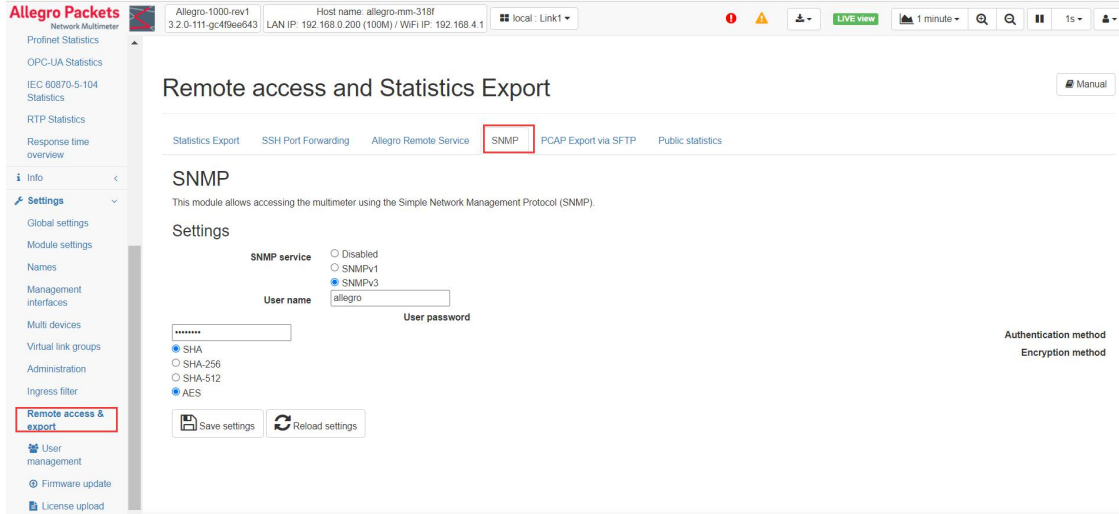 Allegro Packets
Network Multimeter
Allegro-1000-rev1
3.2.0-111-gc4f9ee643
Host name: allegro-mm-318f
LAN IP: 192.168.0.200 (100M) / WiFi IP: 192.168.4.1
local : Link1
LIVE view
1 minute
1s
Profinet Statistics
OPC-UA Statistics
IEC 60870-5-104
Statistics
RTP Statistics
Response time
overview
Info
Settings
Global settings
Module settings
Names
Management
interfaces
Multi devices
Virtual link groups
Administration
Ingress filter
Remote access &
export
User
management
Firmware update
License upload
Remote access and Statistics Export
Manual
Statistics Export SSH Port Forwarding Allegro Remote Service SNMP PCAP Export via SFTP Public statistics
SNMP
This module allows accessing the multimeter using the Simple Network Management Protocol (SNMP).
Settings
SNMP service
Disabled
SNMPv1
SNMPv3
User name allegro
User password
••••••••
Authentication method
SHA
Encryption method
SHA-256
SHA-512
AES
Save settings Reload settings